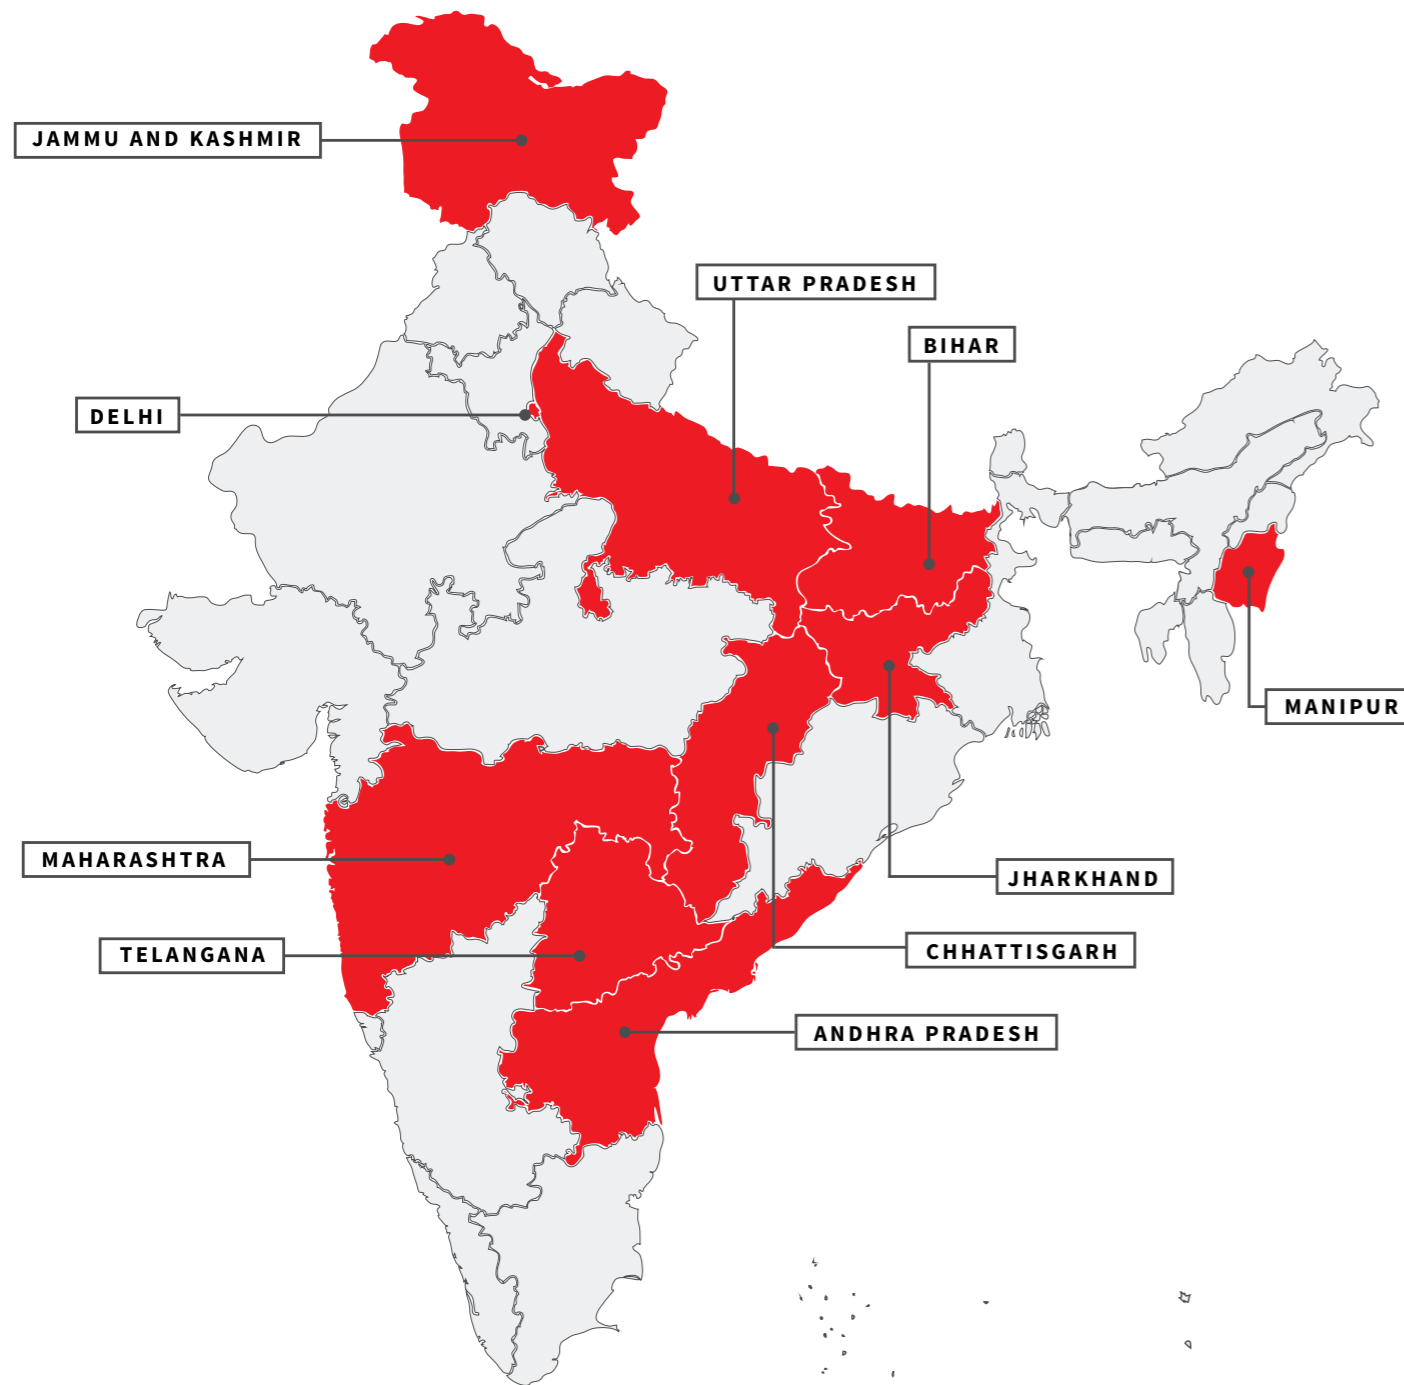 JAMMU AND KASHMIR
UTTAR PRADESH
BIHAR
DELHI
MANIPUR
MAHARASHTRA
JHARKHAND
TELANGANA
CHHATTISGARH
ANDHRA PRADESH